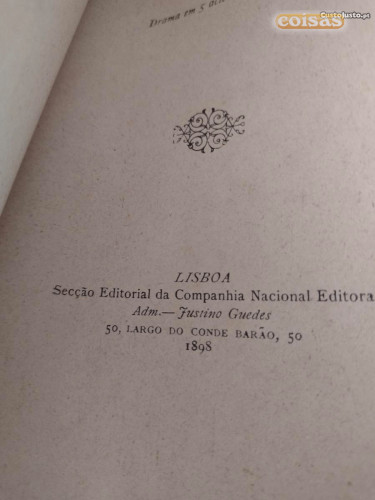 coisas
CustoJusto.pt
Drama em 5
LISBOA
Secção Editorial da Companhia Nacional Editora
Adm.—Justino Guedes
50, LARGO DO CONDE BARÃO, 50
1898